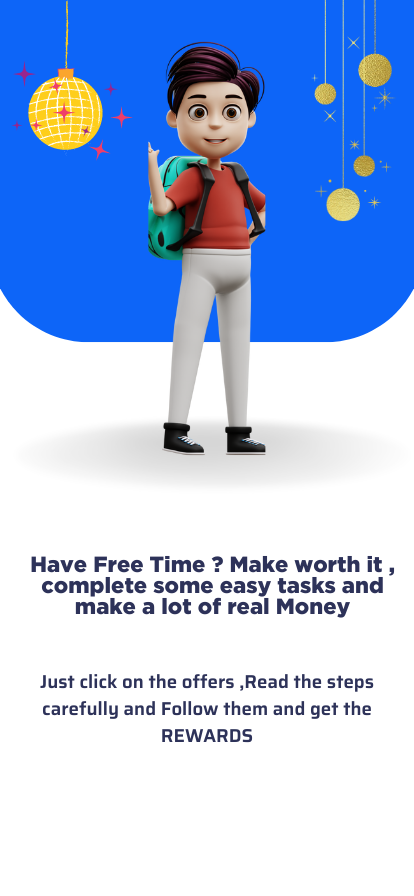 Have Free Time ? Make worth it ,
complete some easy tasks and
make a lot of real Money
Just click on the offers ,Read the steps
carefully and Follow them and get the
REWARDS